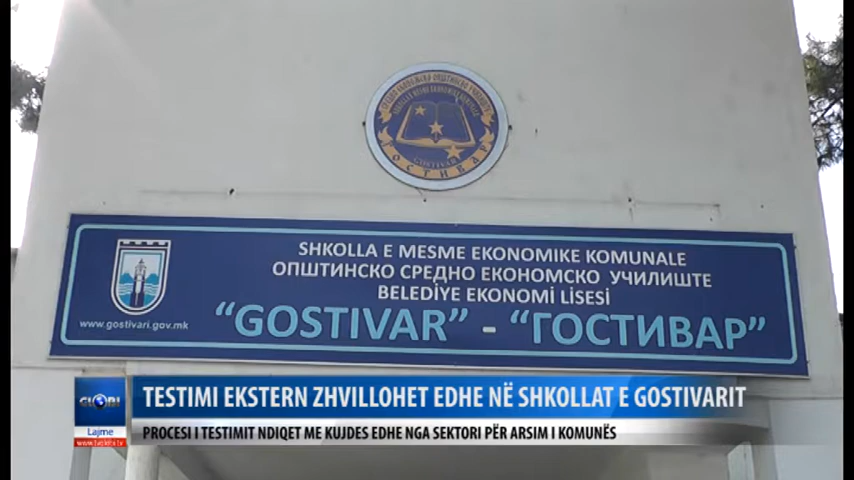 GOSTIVAR
SHKOLLA E MESME EKONOMIKE KOMUNALE
ОПШТИНСКО СРЕДНО ЕКОНОМСКО УЧИЛИШТЕ
BELEDİYE EKONOMİ LİSESİ
"GOSTIVAR" - "ГОСТИВАР"
www.gostivari.gov.mk
GLOBI
Lajme
TESTIMI EKSTERN ZHVILLOHET EDHE NË SHKOLLAT E GOSTIVARIT
PROCESI I TESTIMIT NDIQET ME KUJDES EDHE NGA SEKTORI PËR ARSIM I KOMUNËS